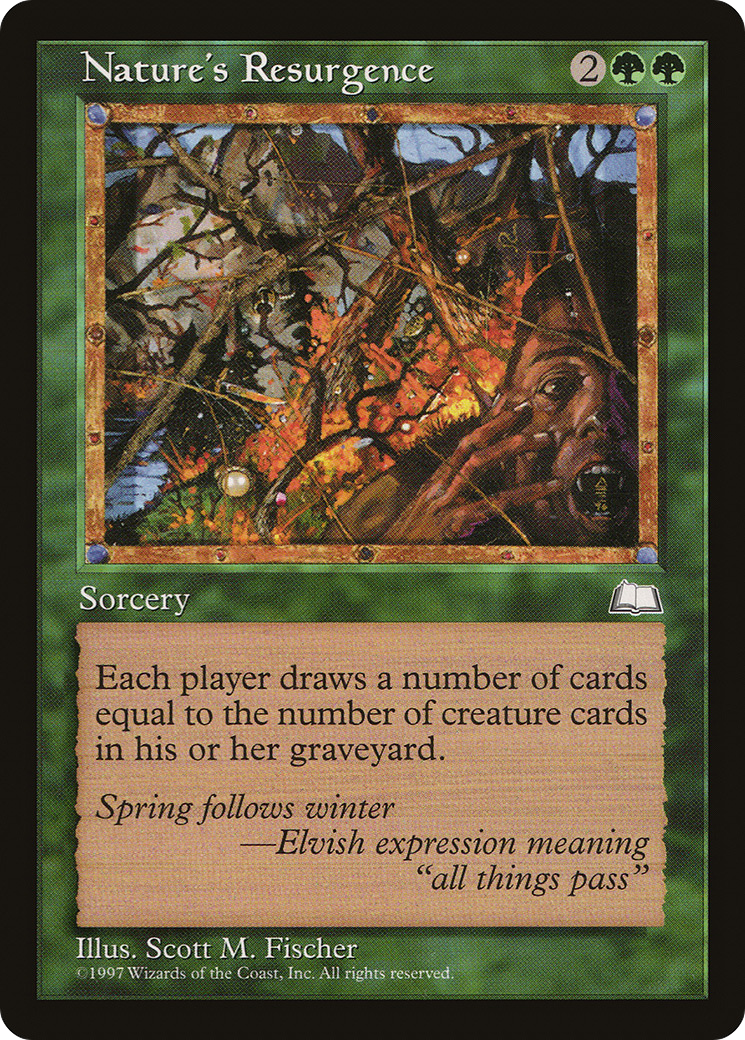 Nature's Resurgence 2
Sorcery
Each player draws a number of cards
equal to the number of creature cards
in his or her graveyard.
Spring follows winter
—Elvish expression meaning
“all things pass”
Illus. Scott M. Fischer
©1997 Wizards of the Coast, Inc. All rights reserved.